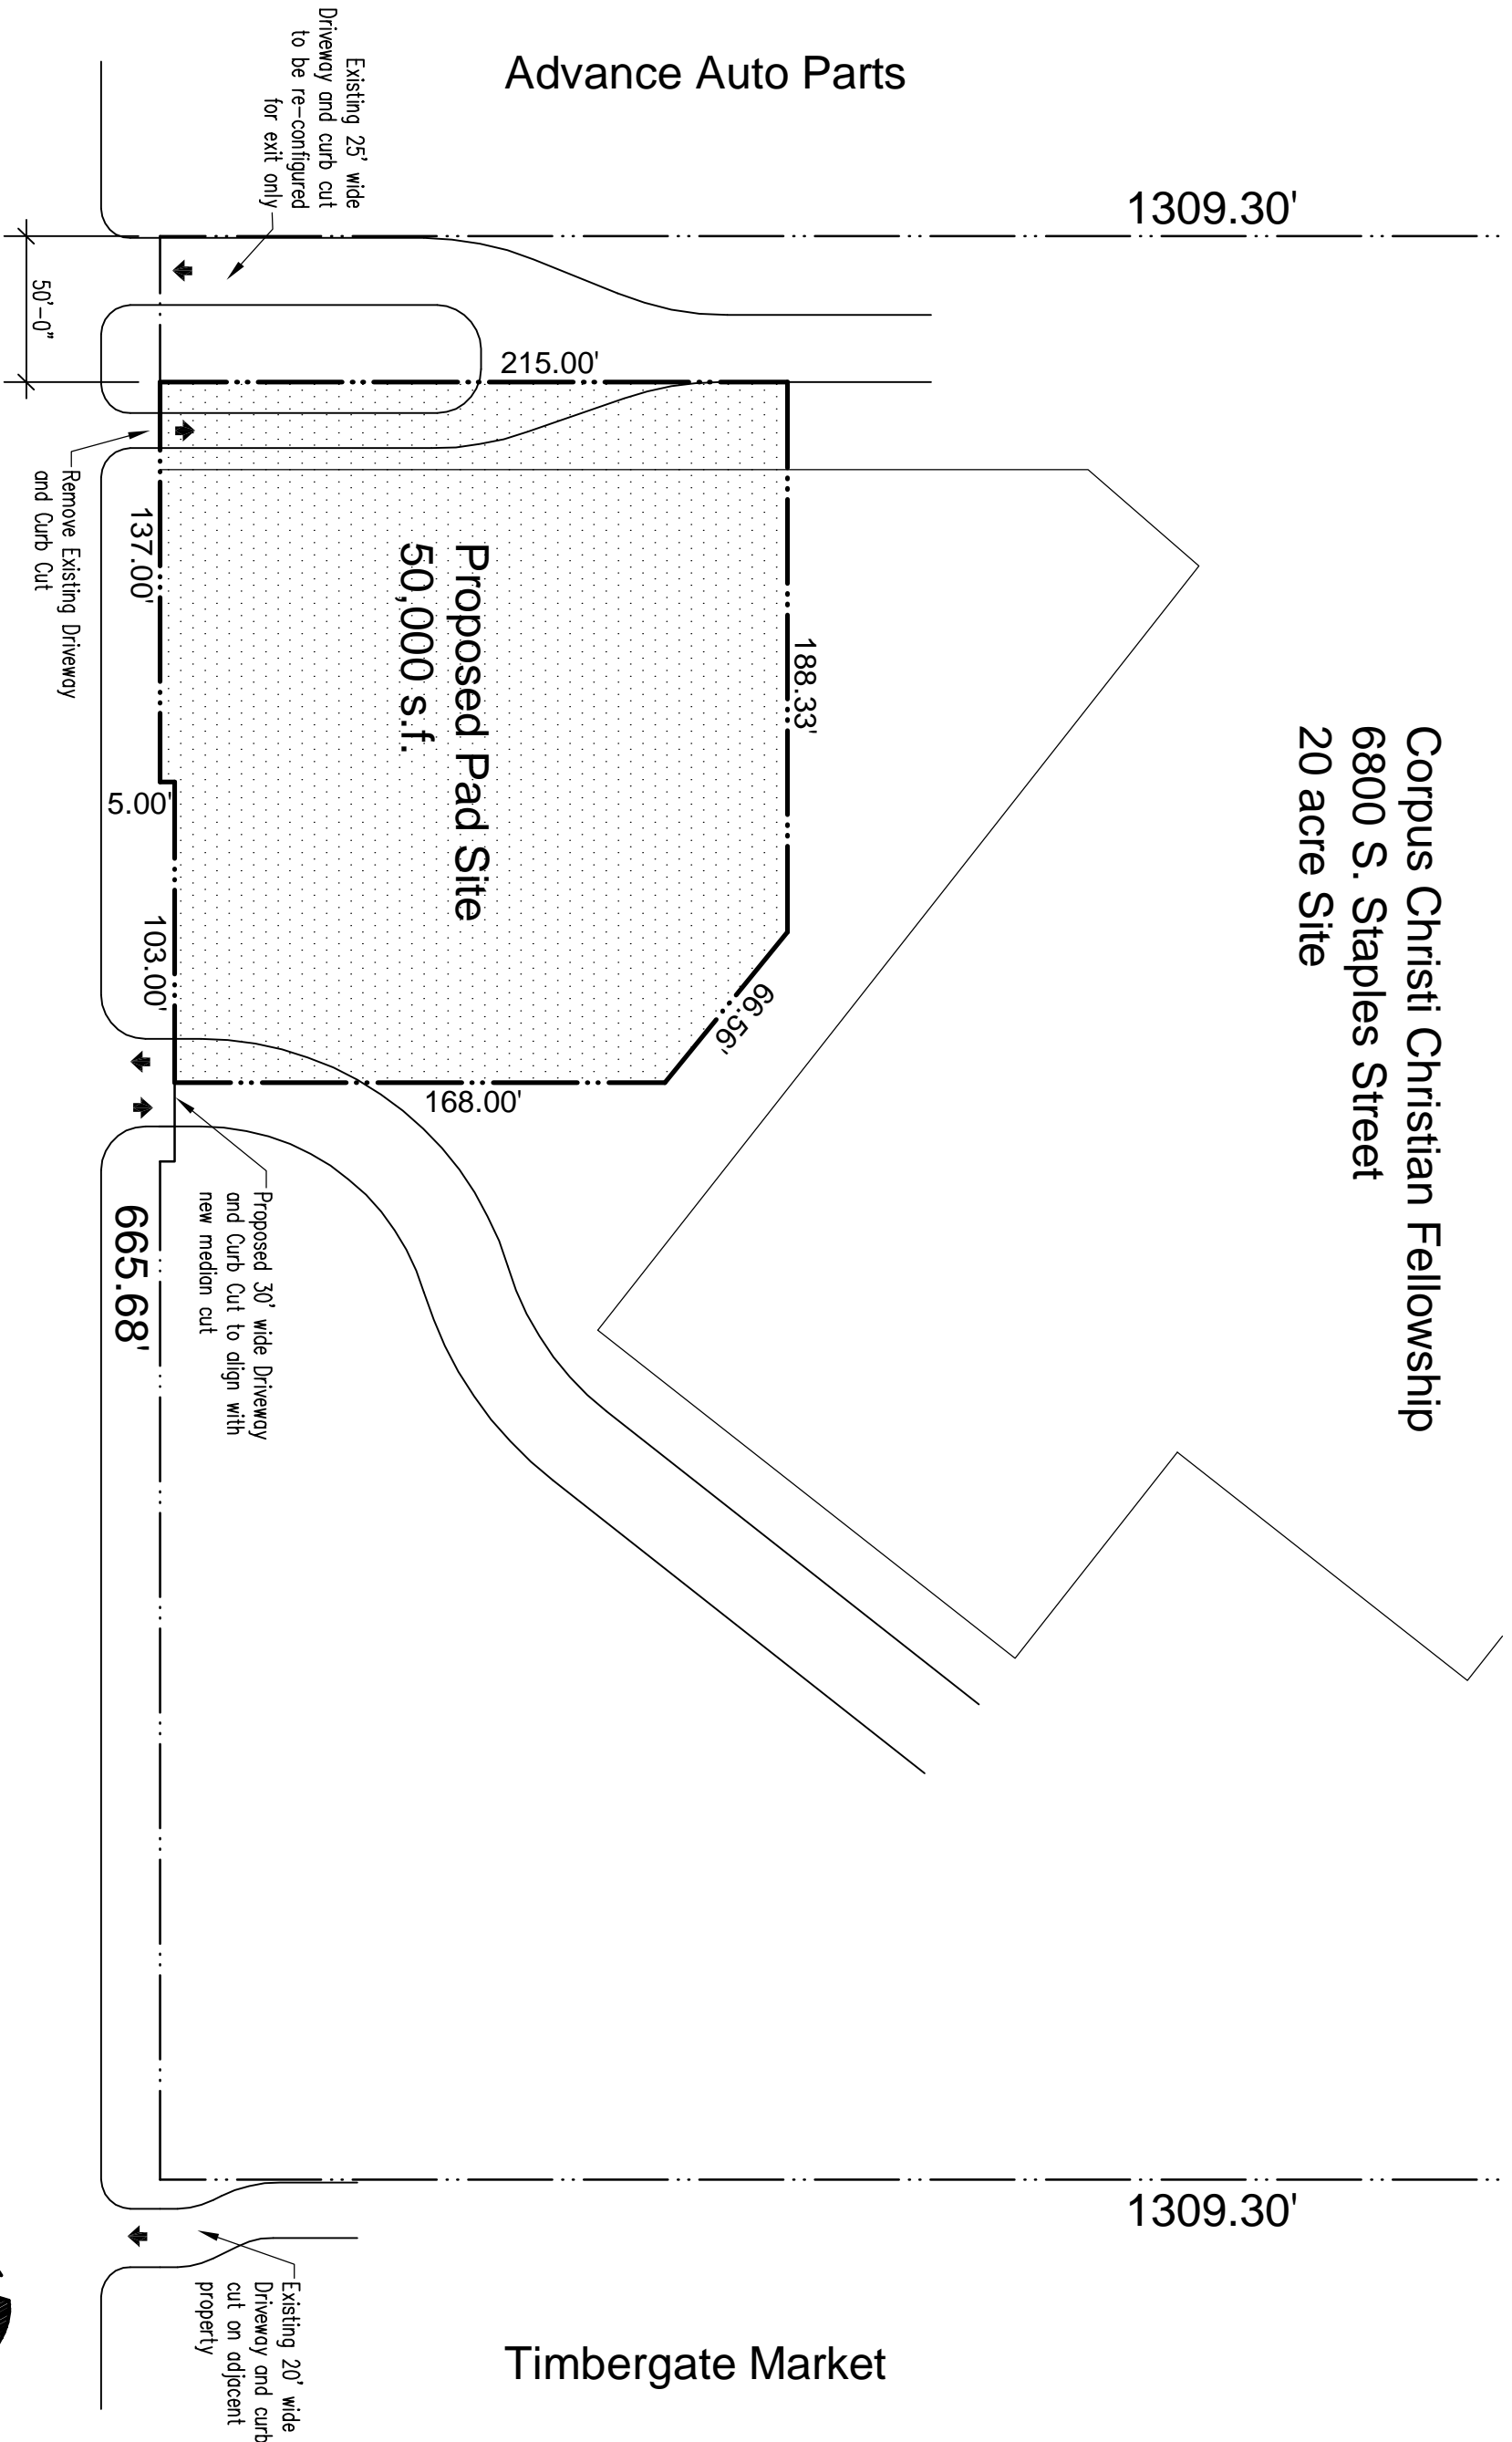 Advance Auto Parts
Existing 25' wide
Driveway and curb cut
to be re-configured
for exit only
1309.30'
50'-0"
215.00'
Remove Existing Driveway
and Curb Cut
137.00'
Proposed Pad Site
50,000 s.f.
188.33'
5.00'
103.00'
66.56'
168.00'
Corpus Christi Christian Fellowship
6800 S. Staples Street
20 acre Site
Proposed 30' wide Driveway
and Curb Cut to align with
new median cut
665.68'
1309.30'
Existing 20' wide
Driveway and curb
cut on adjacent
property
Timbergate Market